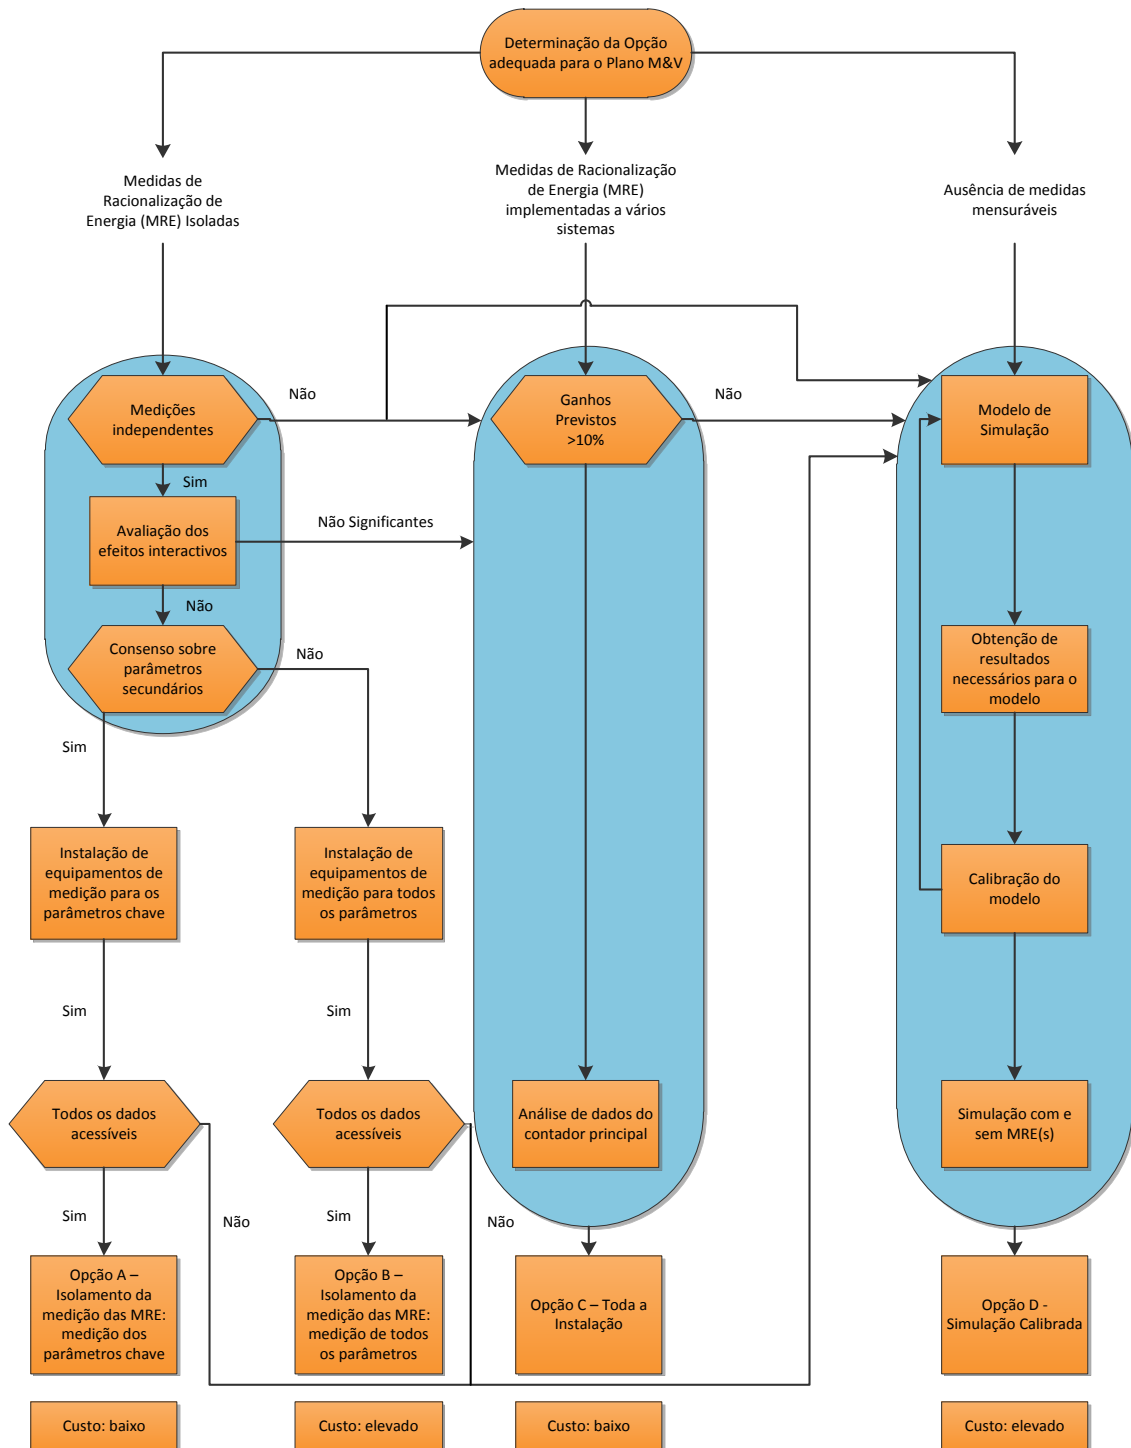 Determinação da Opção
adequada para o Plano M&V
Medidas de
Racionalização de
Energia (MRE) Isoladas
Medidas de Racionalização
de Energia (MRE)
implementadas a vários
sistemas
Ausência de medidas
mensuráveis
Medições
independentes
Não
Ganhos
Previstos
>10%
Não
Modelo de
Simulação
Sim
Avaliação dos
efeitos interactivos
Não Significantes
Não
Consenso sobre
parâmetros
secundários
Não
Obtenção de
resultados
necessários para o
modelo
Sim
Instalação de
equipamentos de
medição para os
parâmetros chave
Instalação de
equipamentos de
medição para todos
os parâmetros
Calibração do
modelo
Sim
Sim
Todos os dados
acessíveis
Todos os dados
acessíveis
Análise de dados do
contador principal
Simulação com e
sem MRE(s)
Sim
Não
Sim
Não
Opção A –
Isolamento da
medição das MRE:
medição dos
parâmetros chave
Opção B –
Isolamento da
medição das MRE:
medição de todos
os parâmetros
Opção C – Toda a
Instalação
Opção D -
Simulação Calibrada
Custo: baixo
Custo: elevado
Custo: baixo
Custo: elevado